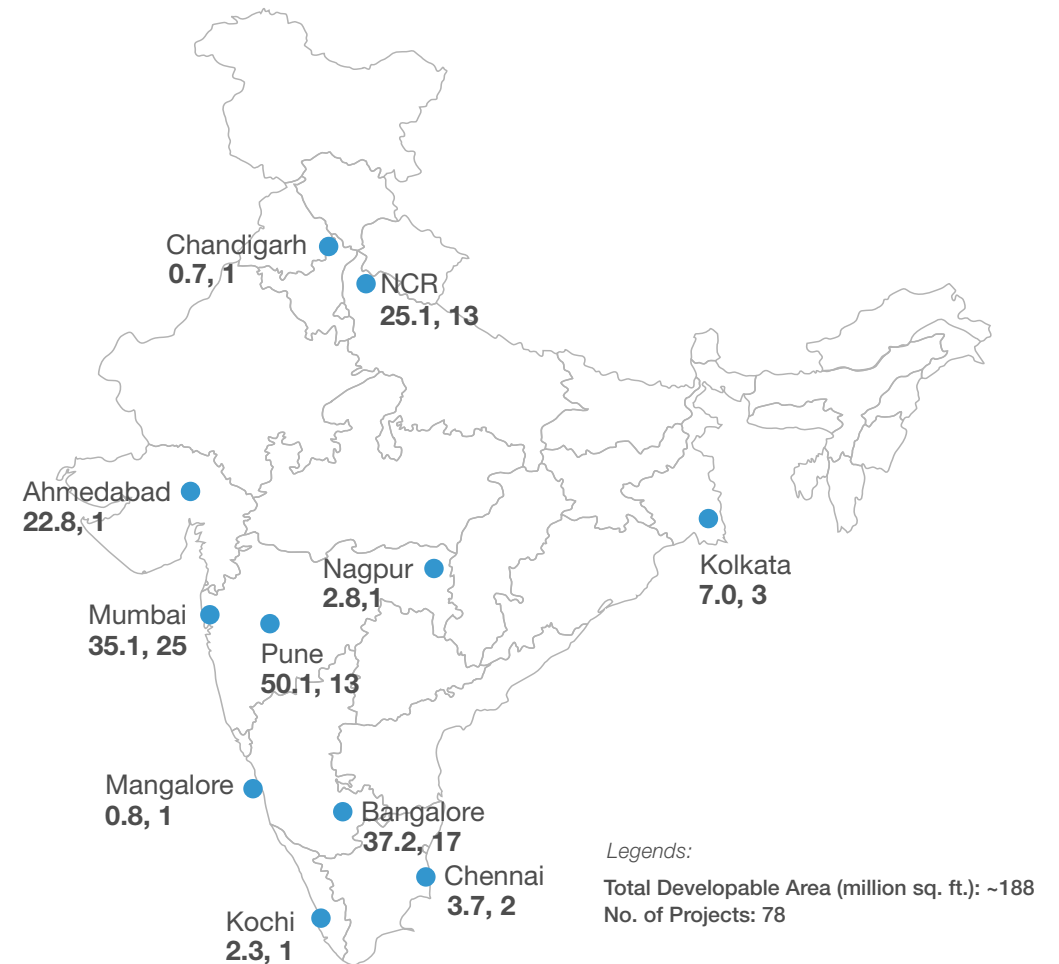 Chandigarh
0.7, 1
NCR
25.1, 13
Ahmedabad
22.8, 1
Nagpur
2.8,1
Kolkata
7.0, 3
Mumbai
35.1, 25
Pune
50.1, 13
Mangalore
0.8, 1
Bangalore
37.2, 17
Chennai
3.7, 2
Kochi
2.3, 1
Legends:
Total Developable Area (million sq. ft.): ~188
No. of Projects: 78